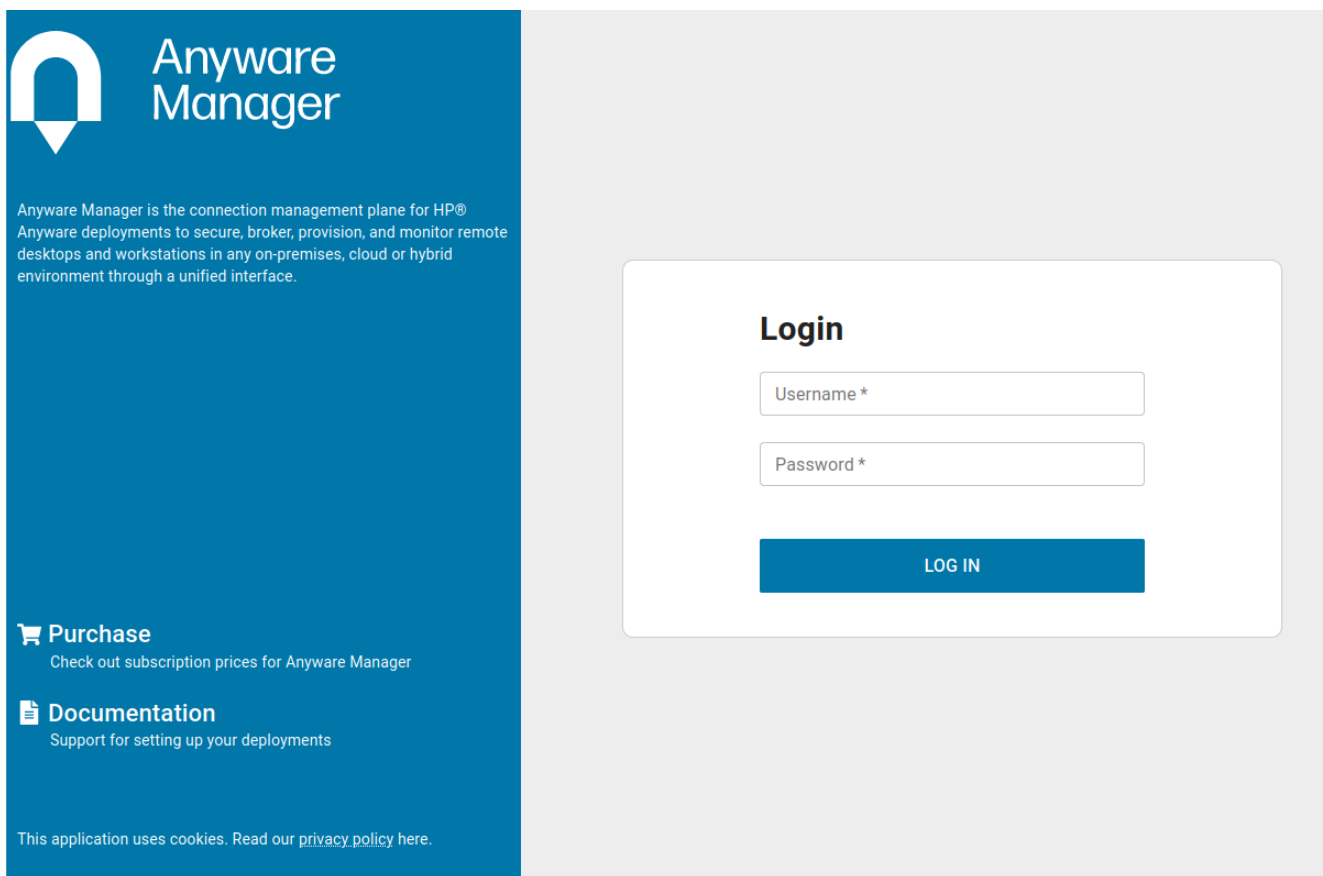 Anyware
Manager
Anyware Manager is the connection management plane for HP®
Anyware deployments to secure, broker, provision, and monitor remote
desktops and workstations in any on-premises, cloud or hybrid
environment through a unified interface.
Purchase
Check out subscription prices for Anyware Manager
Documentation
Support for setting up your deployments
This application uses cookies. Read our privacy policy here.
Login
Username *
Password *
LOG IN